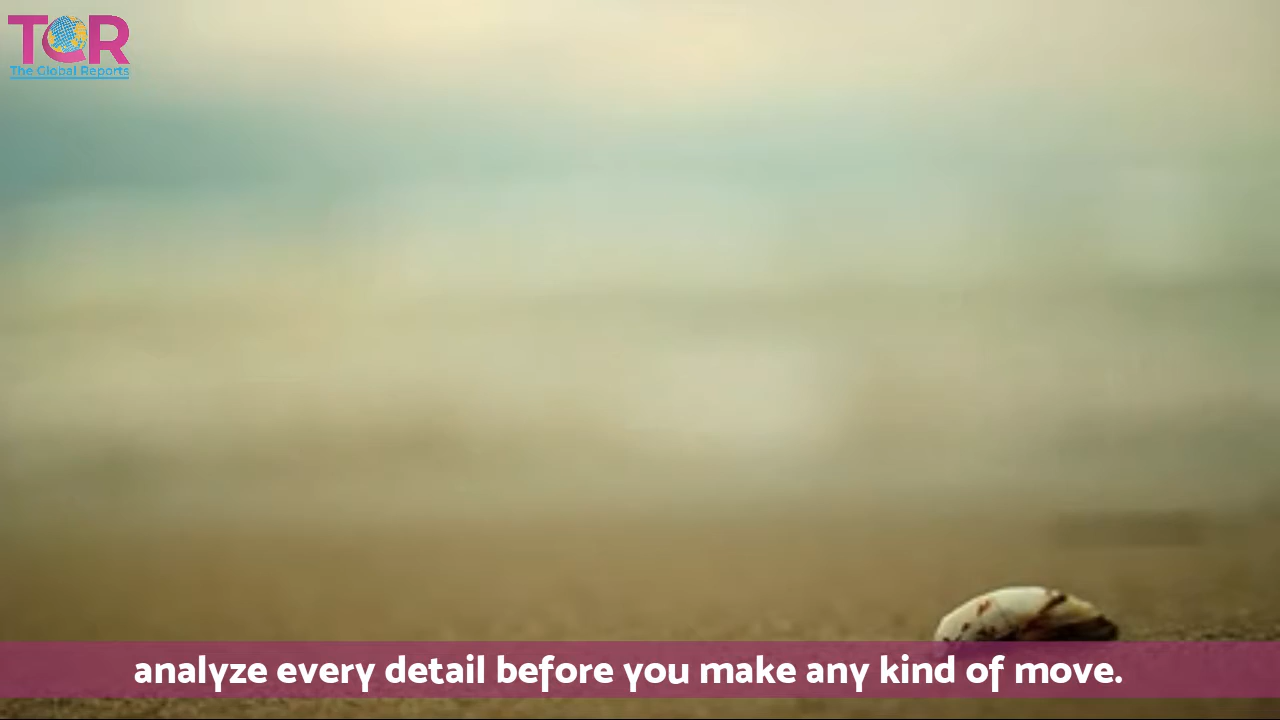 TGR
The Global Reports
analyze every detail before you make any kind of move.